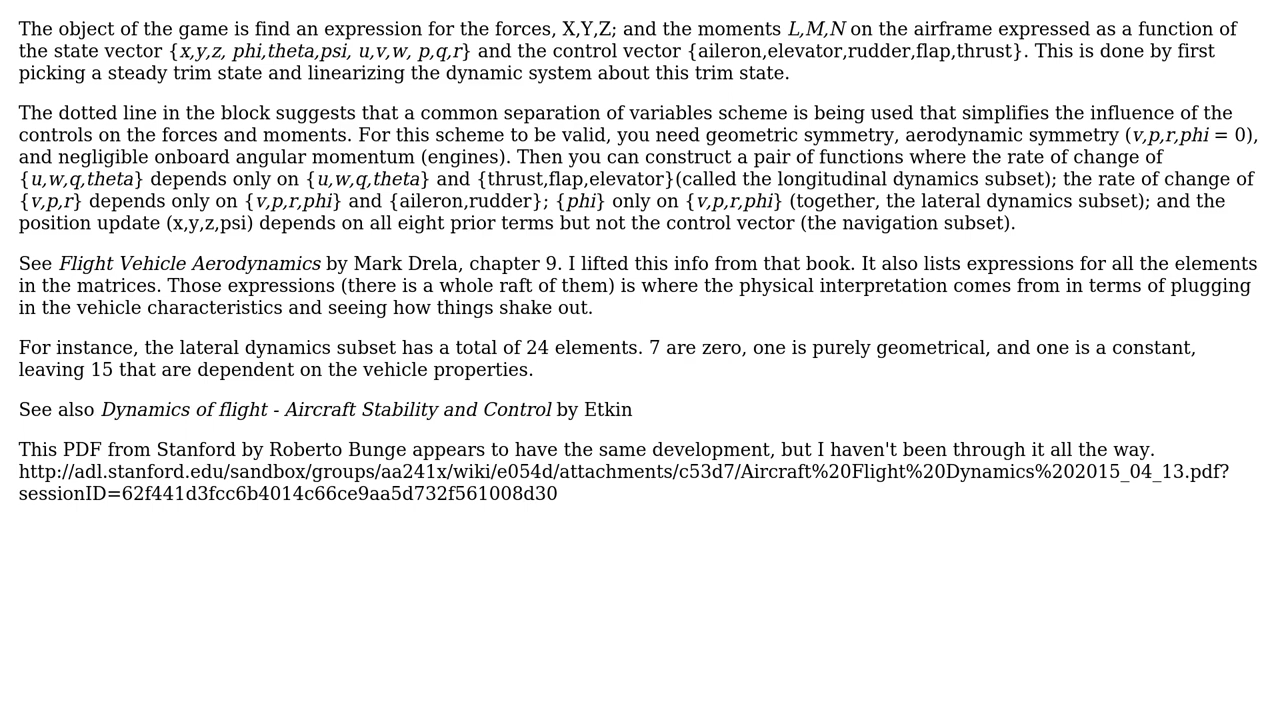 The object of the game is find an expression for the forces, X,Y,Z; and the moments L,M,N on the airframe expressed as a function of
the state vector {x,y,z, phi,theta,psi, u,v,w, p,q,r} and the control vector {aileron,elevator,rudder,flap,thrust}. This is done by first
picking a steady trim state and linearizing the dynamic system about this trim state.
The dotted line in the block suggests that a common separation of variables scheme is being used that simplifies the influence of the
controls on the forces and moments. For this scheme to be valid, you need geometric symmetry, aerodynamic symmetry (v,p,r,phi = 0),
and negligible onboard angular momentum (engines). Then you can construct a pair of functions where the rate of change of
{u,w,q,theta} depends only on {u,w,q,theta} and {thrust,flap,elevator}(called the longitudinal dynamics subset); the rate of change of
{v,p,r} depends only on {v,p,r,phi} and {aileron,rudder}; {phi} only on {v,p,r,phi} (together, the lateral dynamics subset); and the
position update (x,y,z,psi) depends on all eight prior terms but not the control vector (the navigation subset).
See Flight Vehicle Aerodynamics by Mark Drela, chapter 9. I lifted this info from that book. It also lists expressions for all the elements
in the matrices. Those expressions (there is a whole raft of them) is where the physical interpretation comes from in terms of plugging
in the vehicle characteristics and seeing how things shake out.
For instance, the lateral dynamics subset has a total of 24 elements. 7 are zero, one is purely geometrical, and one is a constant,
leaving 15 that are dependent on the vehicle properties.
See also Dynamics of flight - Aircraft Stability and Control by Etkin
This PDF from Stanford by Roberto Bunge appears to have the same development, but I haven't been through it all the way.
http://adl.stanford.edu/sandbox/groups/aa241x/wiki/e054d/attachments/c53d7/Aircraft%20Flight%20Dynamics%202015_04_13.pdf?
sessionID=62f441d3fcc6b4014c66ce9aa5d732f561008d30